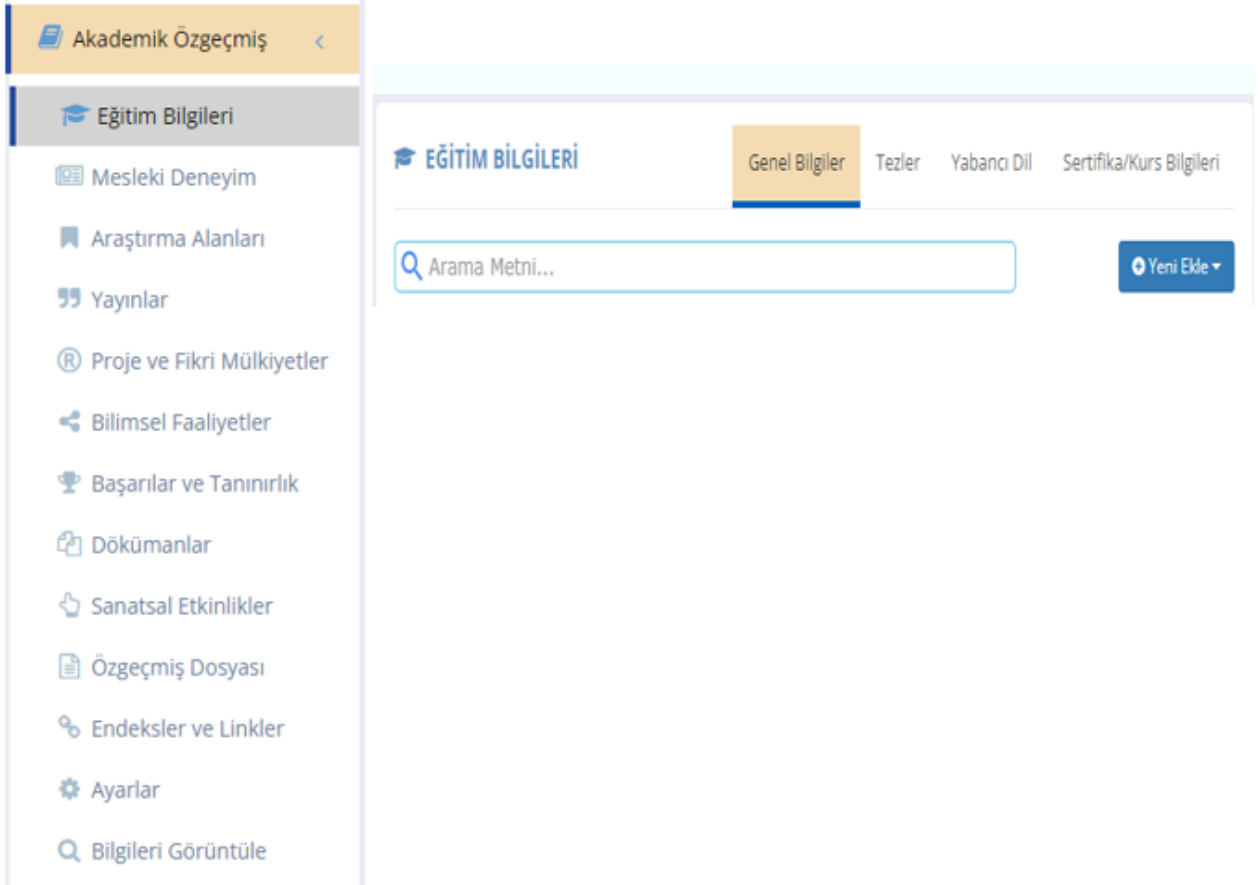 Akademik Özgeçmiş
Eğitim Bilgileri
Mesleki Deneyim
Araştırma Alanları
Yayınlar
Proje ve Fikri Mülkiyetler
Bilimsel Faaliyetler
Başarılar ve Tanınırlık
Dökümanlar
Sanatsal Etkinlikler
Özgeçmiş Dosyası
Endeksler ve Linkler
Ayarlar
Bilgileri Görüntüle
EĞİTİM BİLGİLERİ
Genel Bilgiler Tezler Yabancı Dil Sertifika/Kurs Bilgileri
Arama Metni...
Yeni Ekle